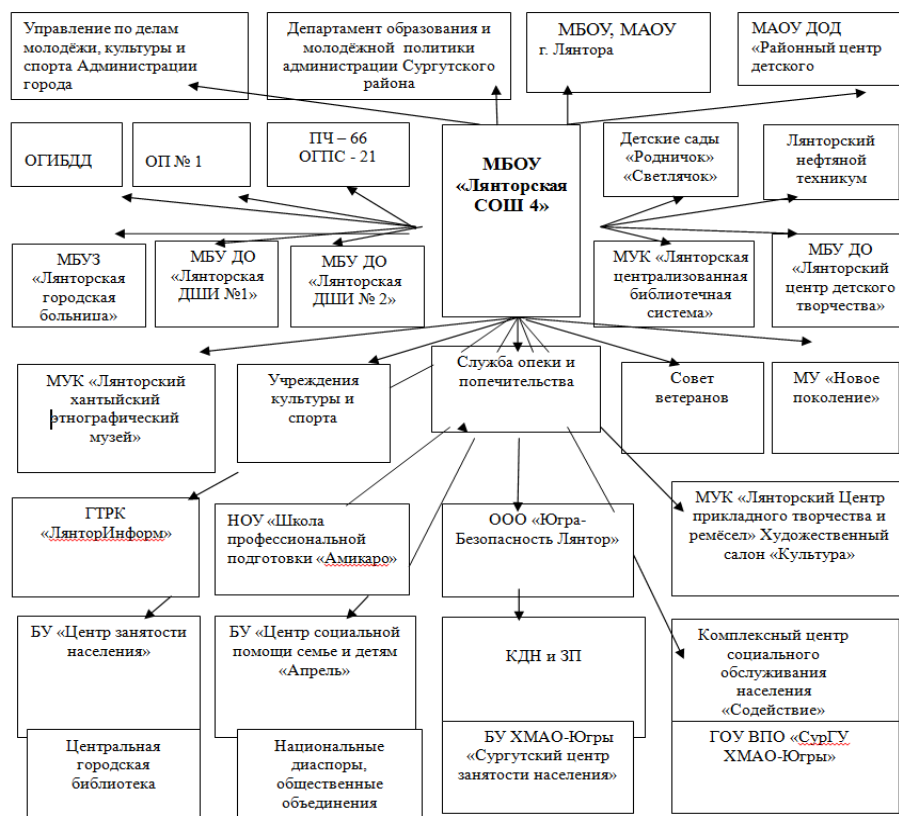 Управление по делам
молодёжи, культуры и
спорта Администрации
города
Департамент образования и
молодёжной политики
администрации Сургутского
района
МБОУ, МАОУ
г. Лянтора
МАОУ ДОД
«Районный центр
детского
ОГИБДД
ОП № 1
ПЧ – 66
ОГПС - 21
МБОУ
«Лянторская
СОШ 4»
Детские сады
«Родничок»
«Светлячок»
Лянторский
нефтяной
техникум
МБУЗ
«Лянторская
городская
больница»
МБУ ДО
«Лянторская
ДШИ №1»
МБУ ДО
«Лянторская
ДШИ № 2»
МУК «Лянторская
централизованная
библиотечная
система»
МБУ ДО
«Лянторский
центр детского
творчества»
МУК «Лянторский
хантыйский
этнографический
музей»
Учреждения
культуры и
спорта
Служба опеки и
попечительства
Совет
ветеранов
МУ «Новое
поколение»
ГТРК
«ЛянторИнформ»
НОУ «Школа
профессиональной
подготовки «Амикаро»
ООО «Югра-
Безопасность Лянтор»
МУК «Лянторский Центр
прикладного творчества и
ремёсел» Художественный
салон «Культура»
БУ «Центр занятости
населения»
БУ «Центр социальной
помощи семье и детям
«Апрель»
КДН и ЗП
Комплексный центр
социального
обслуживания
населения
«Содействие»
Центральная
городская
библиотека
Национальные
диаспоры,
общественные
объединения
БУ ХМАО-Югры
«Сургутский центр
занятости населения»
ГОУ ВПО «СурГУ
ХМАО-Югры»